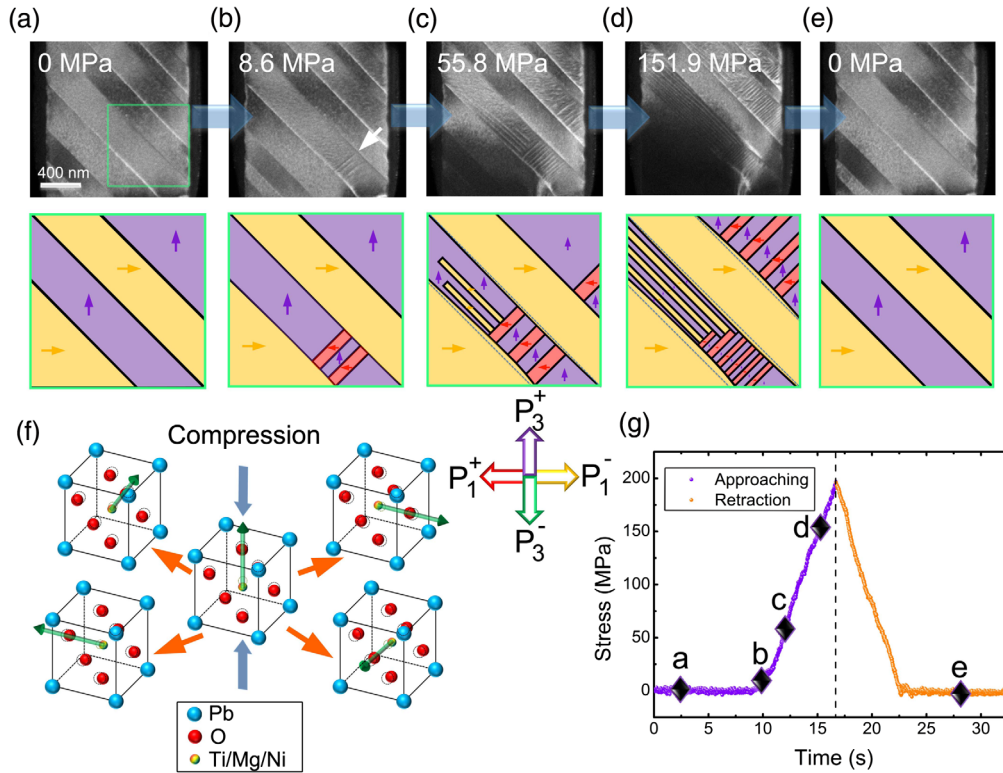 (a)
(b)
(c)
(d)
(e)
0 MPa
8.6 MPa
55.8 MPa
151.9 MPa
0 MPa
400 nm
(f)
Compression
P₃⁺
P₁⁺
P₁⁻
P₃⁻
Pb
O
Ti/Mg/Ni
(g)
Approaching
Retraction
Stress (MPa)
200
150
100
50
0
a
b
c
d
e
0
5
10
15
20
25
30
Time (s)